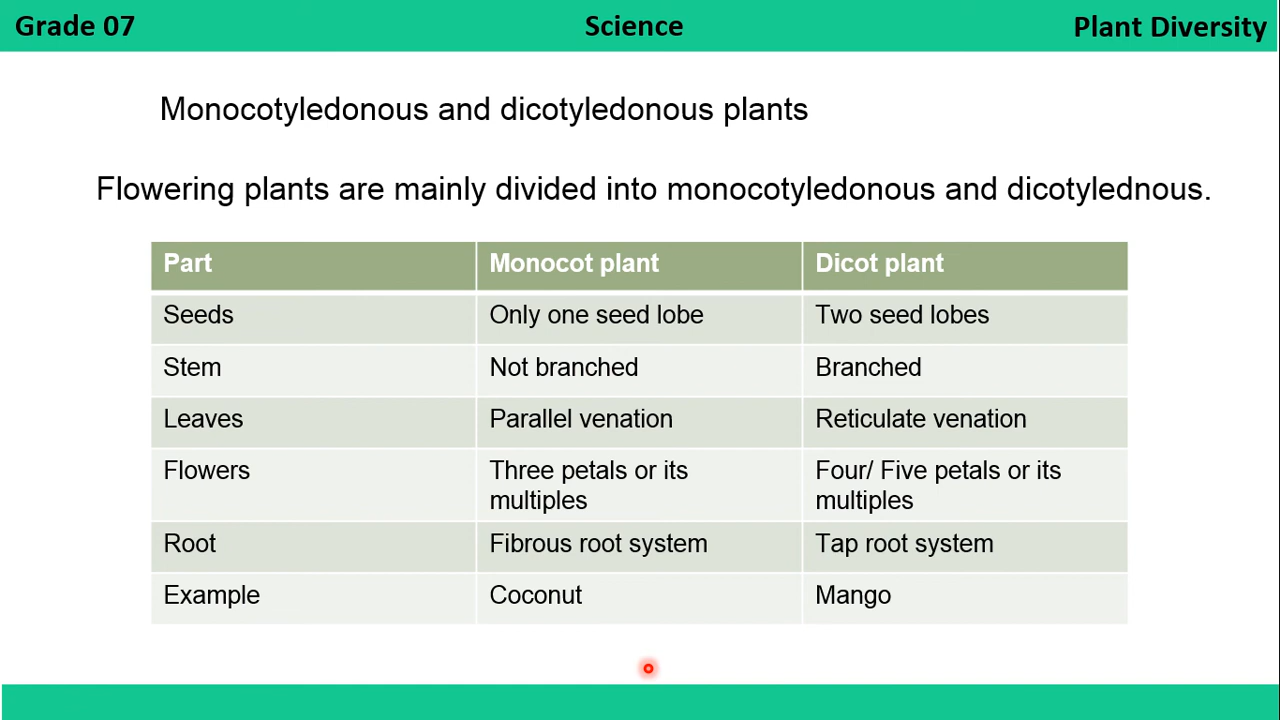 Grade 07 Science Plant Diversity
Monocotyledonous and dicotyledonous plants
Flowering plants are mainly divided into monocotyledonous and dicotylednous.
Part Monocot plant Dicot plant
Seeds Only one seed lobe Two seed lobes
Stem Not branched Branched
Leaves Parallel venation Reticulate venation
Flowers Three petals or its Four/ Five petals or its
multiples multiples
Root Fibrous root system Tap root system
Example Coconut Mango